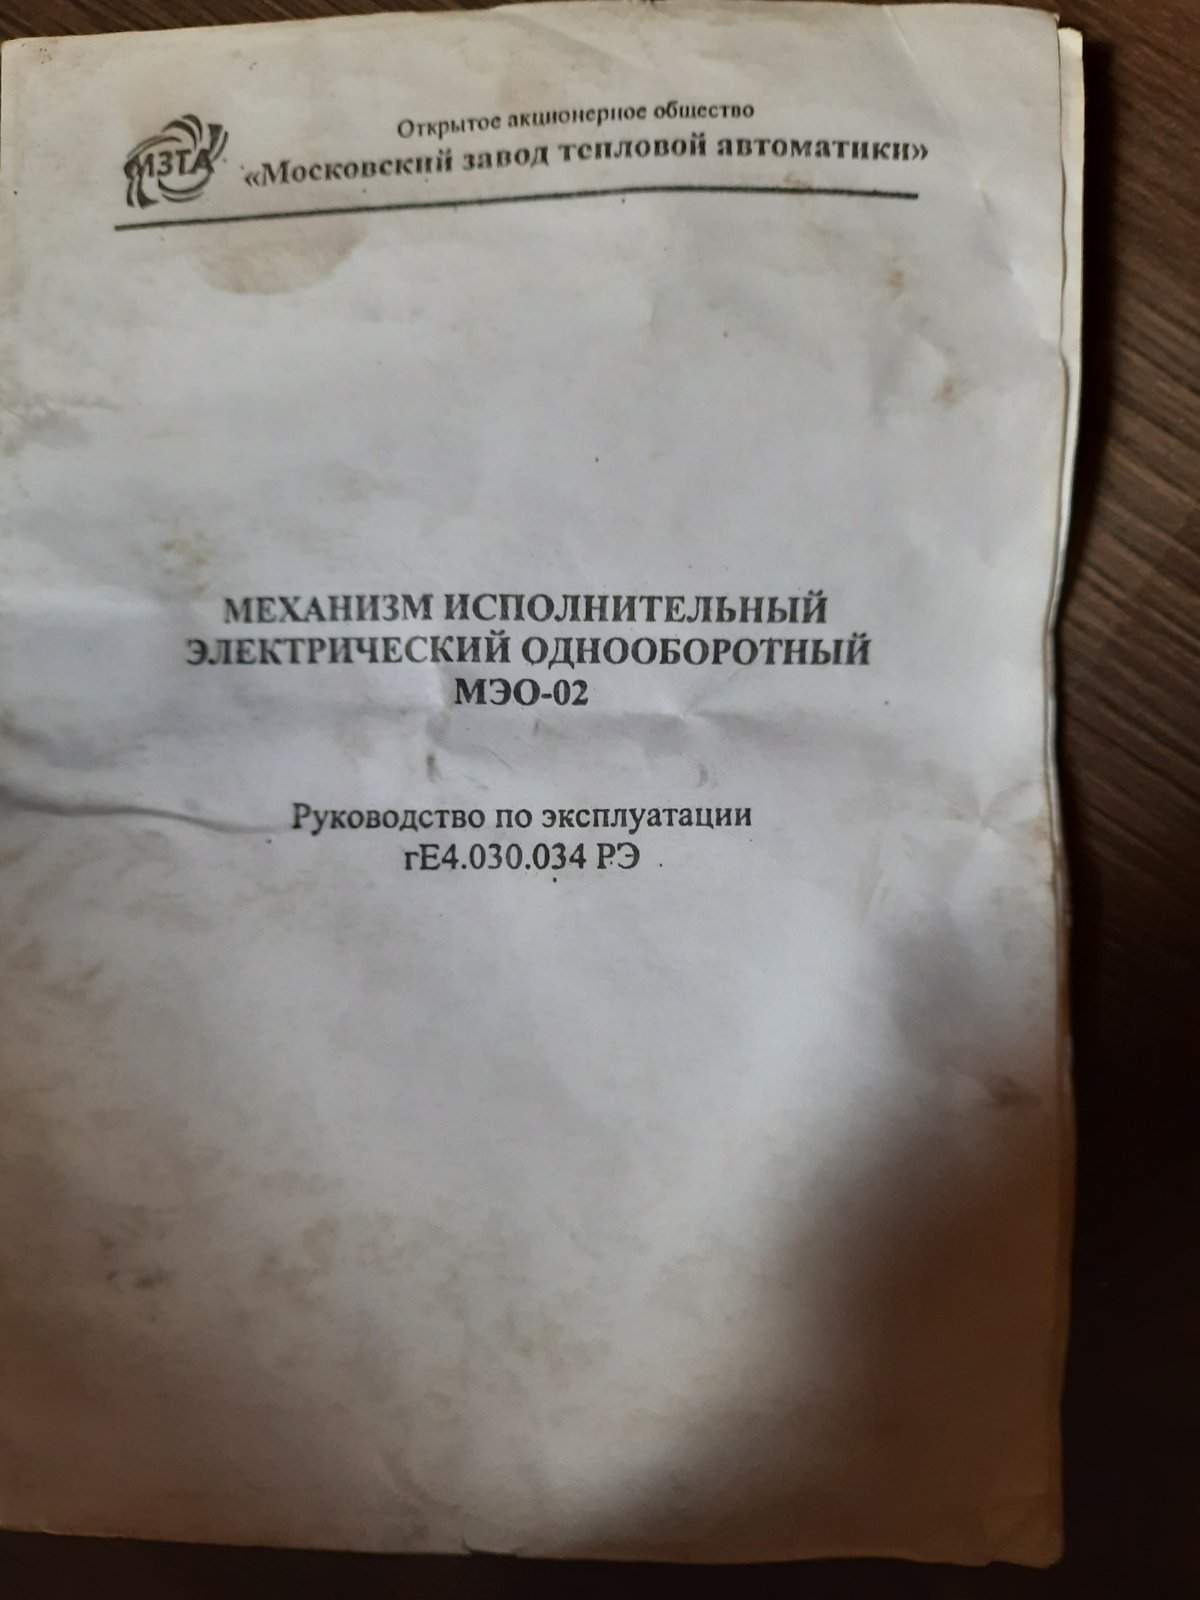 МЗТА
Открытое акционерное общество
«Московский завод тепловой автоматики»
МЕХАНИЗМ ИСПОЛНИТЕЛЬНЫЙ
ЭЛЕКТРИЧЕСКИЙ ОДНООБОРОТНЫЙ
МЭО-02
Руководство по эксплуатации
гЕ4.030.034 РЭ